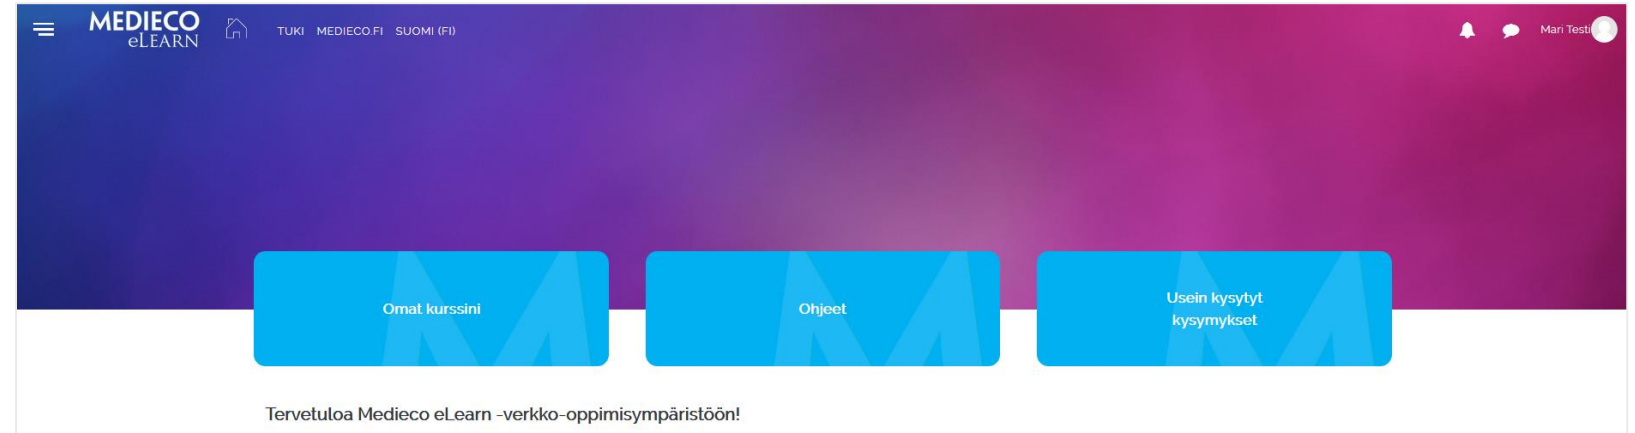 MEDIECO
eLEARN
TUKI MEDIECO.FI SUOMI (FI)
Mari Testi
Omat kurssini
Ohjeet
Usein kysytyt
kysymykset
Tervetuloa Medieco eLearn -verkko-oppimisympäristöön!